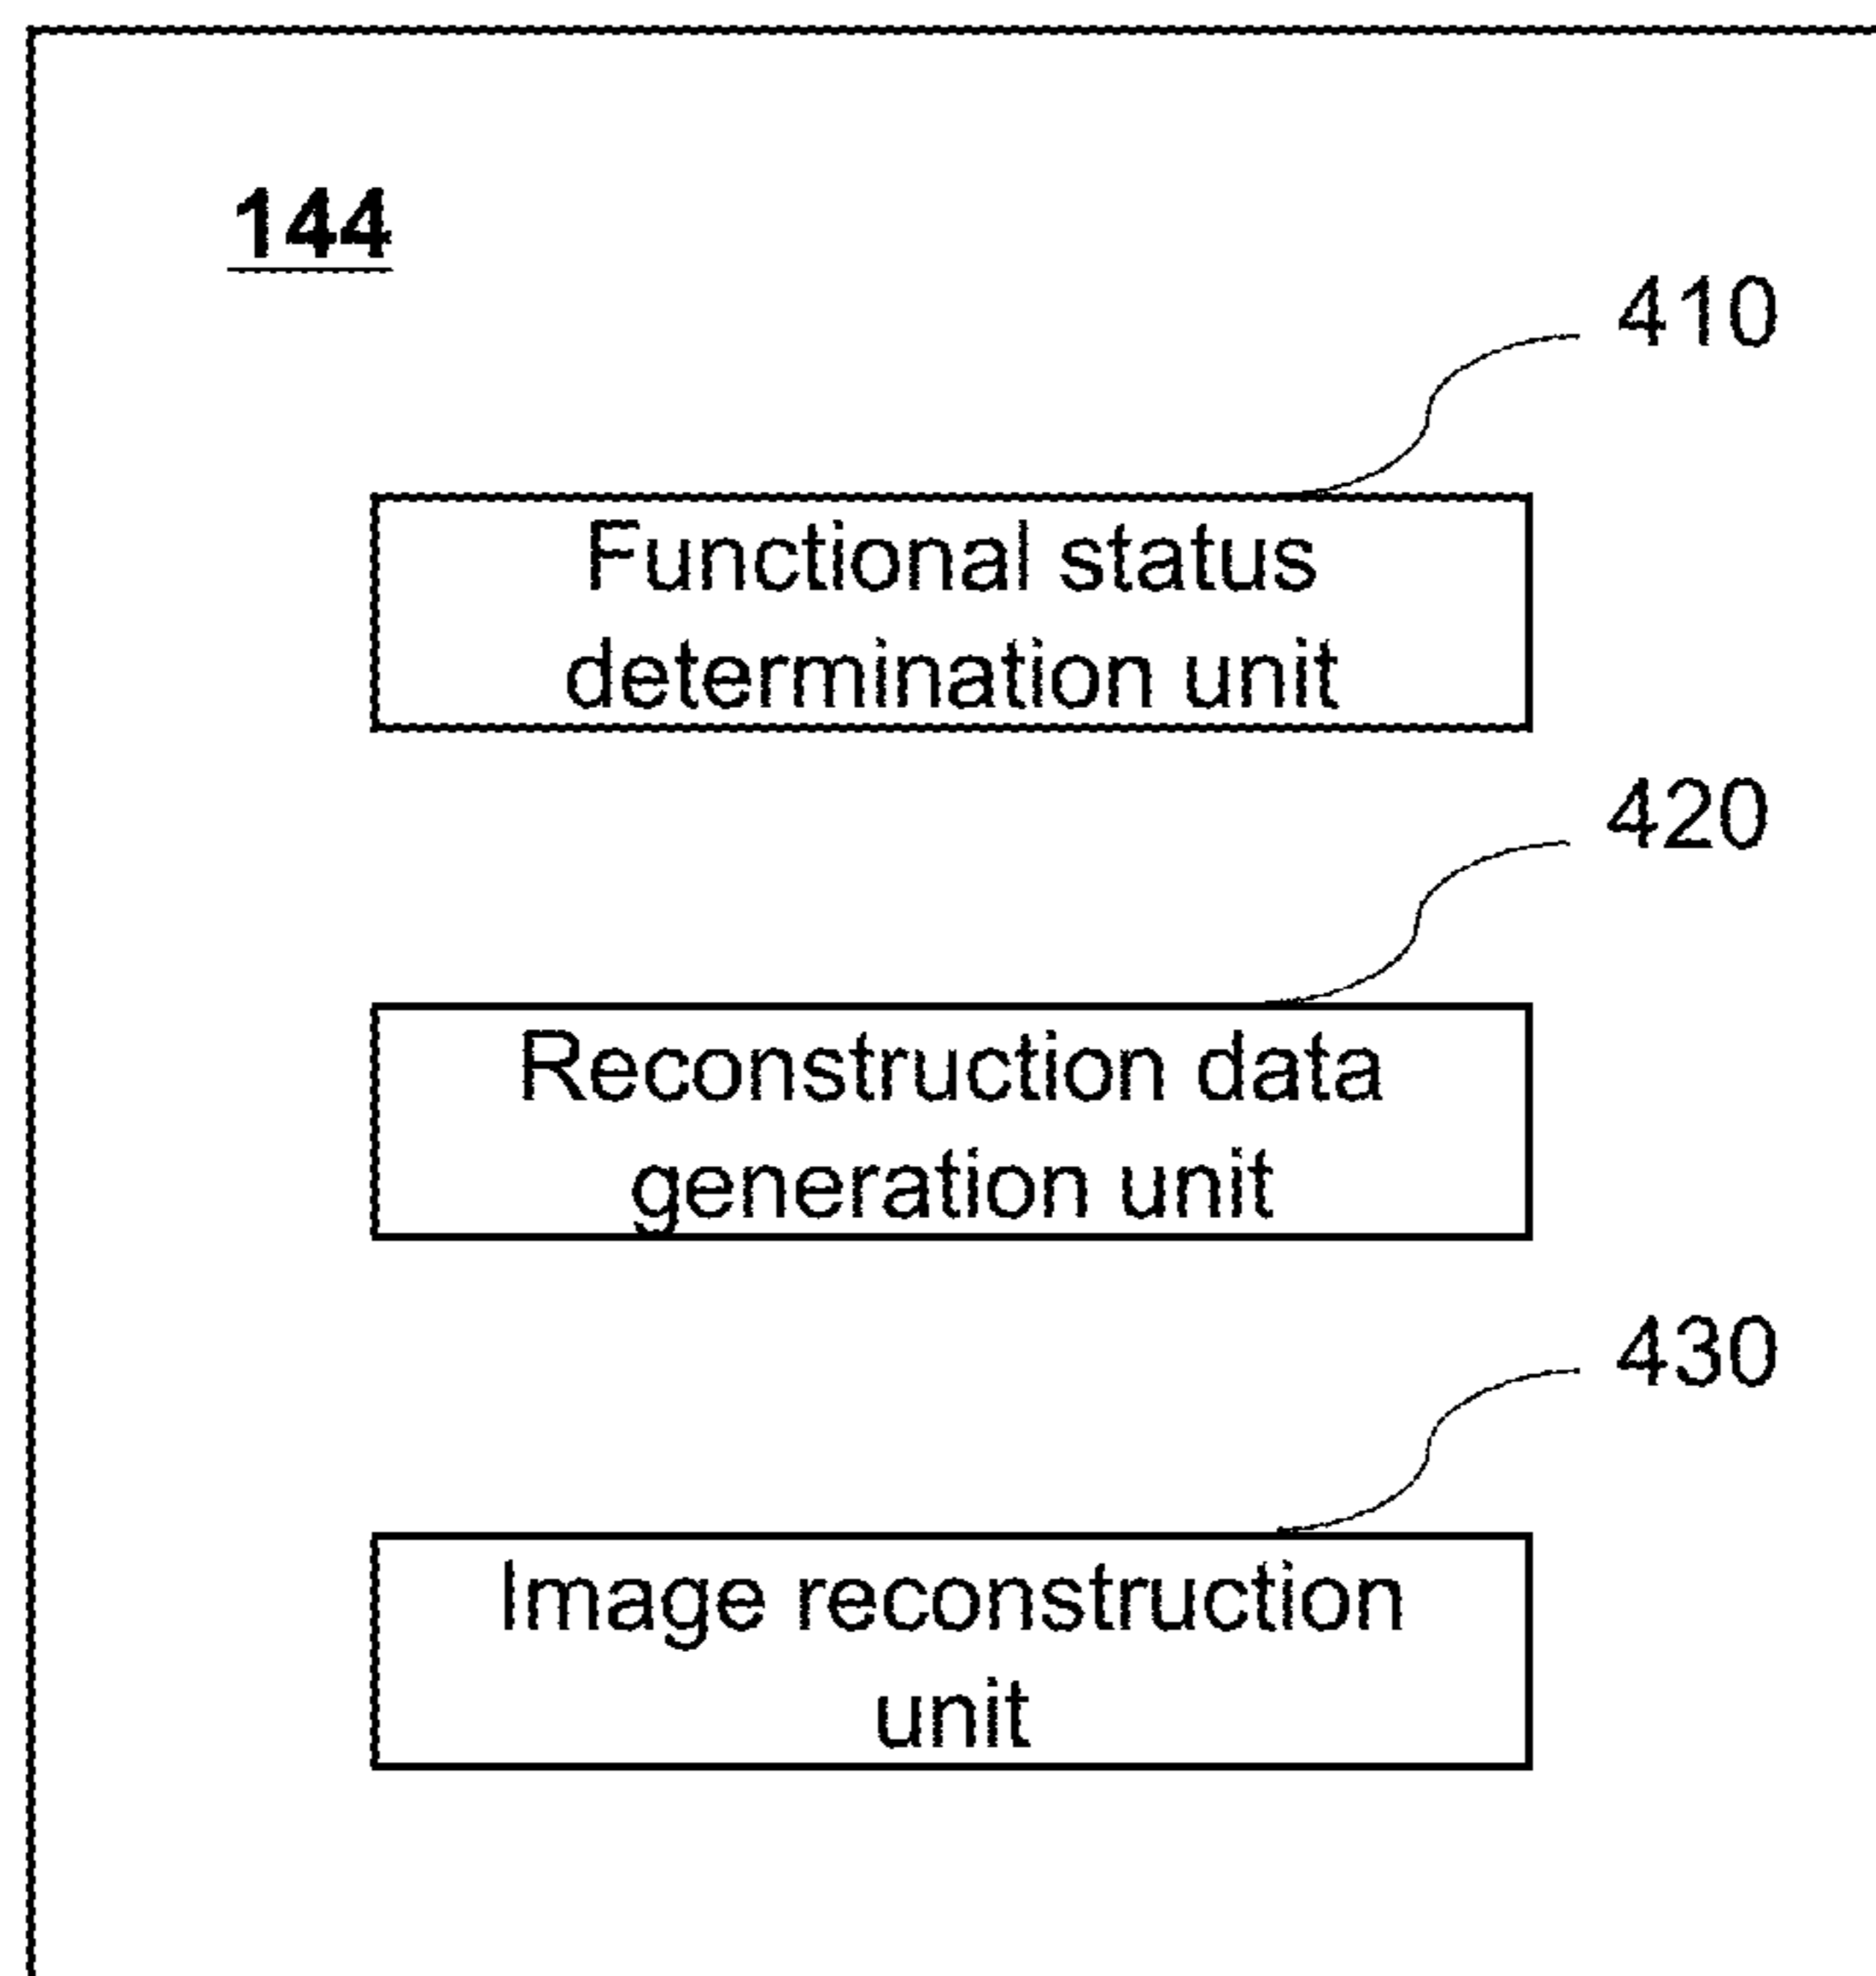 144
410
Functional status
determination unit
420
Reconstruction data
generation unit
430
Image reconstruction
unit